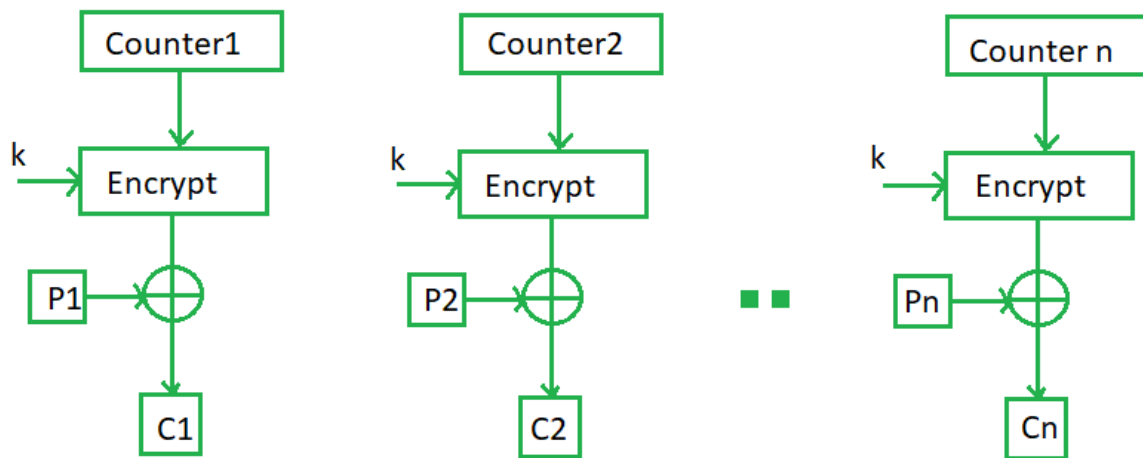 Counter1
Counter2
Counter n
k
Encrypt
k
Encrypt
k
Encrypt
P1
P2
Pn
C1
C2
Cn